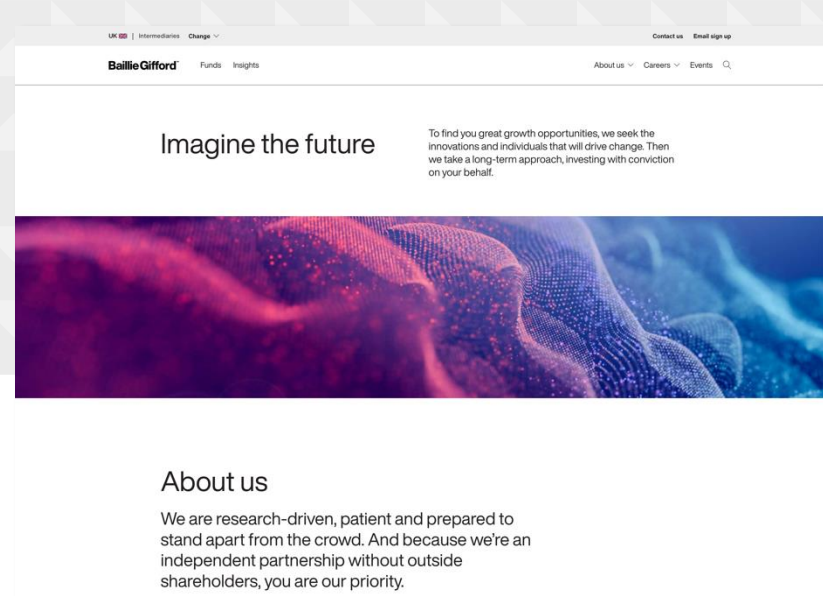 UK | Intermediaries Change
Contact us Email sign up
Baillie Gifford Funds Insights
About us Careers Events
Imagine the future
To find you great growth opportunities, we seek the
innovations and individuals that will drive change. Then
we take a long-term approach, investing with conviction
on your behalf.
About us
We are research-driven, patient and prepared to
stand apart from the crowd. And because we're an
independent partnership without outside
shareholders, you are our priority.